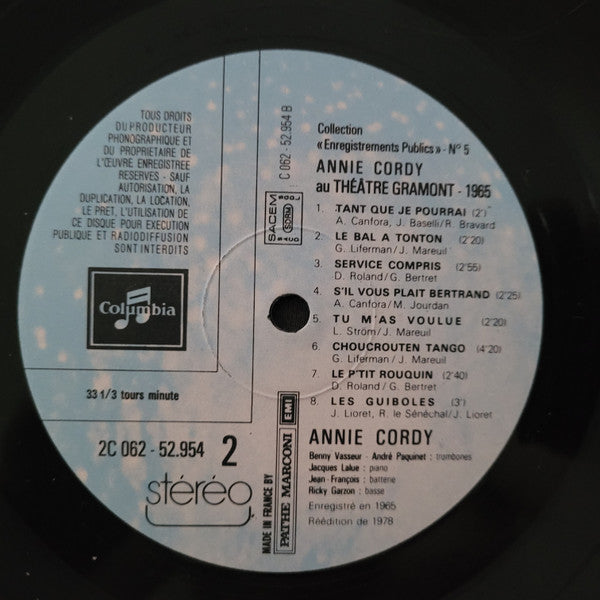 TOUS DROITS
DU PRODUCTEUR
PHONOGRAPHIQUE ET
DU PROPRIETAIRE DE
L'ŒUVRE ENREGISTREE
RESERVES - SAUF
AUTORISATION, LA
DUPLICATION, LA LOCATION,
LE PRET, L'UTILISATION DE
CE DISQUE POUR EXECUTION
PUBLIQUE ET RADIODIFFUSION
SONT INTERDITS
Columbia
33 1/3 tours minute
2C 062 - 52.954 2
stéréo
C 062 - 52.954 B
SACEM
SDRM
MADE IN FRANCE BY
PATHE MARCONI EMI
Collection
«Enregistrements Publics» - N° 5
ANNIE CORDY
au THÉÂTRE GRAMONT - 1965
1. TANT QUE JE POURRAI (2')
A. Canfora, J. Baselli/R. Bravard
2. LE BAL A TONTON (2'20)
G. Liferman/J. Mareuil
3. SERVICE COMPRIS (2'55)
D. Roland/G. Bertret
4. S'IL VOUS PLAIT BERTRAND (2'25)
A. Canfora/M. Jourdan
5. TU M'AS VOULUE (2'20)
L. Ström/J. Mareuil
6. CHOUCROUTEN TANGO (4'20)
G. Liferman/J. Mareuil
7. LE P'TIT ROUQUIN (2'40)
D. Roland/G. Bertret
8. LES GUIBOLES (3')
J. Lioret, R. le Sénéchal/J. Lioret
ANNIE CORDY
Benny Vasseur - André Paquinet : trombones
Jacques Lalue : piano
Jean-François : batterie
Ricky Garzon : basse
Enregistré en 1965
Réédition de 1978